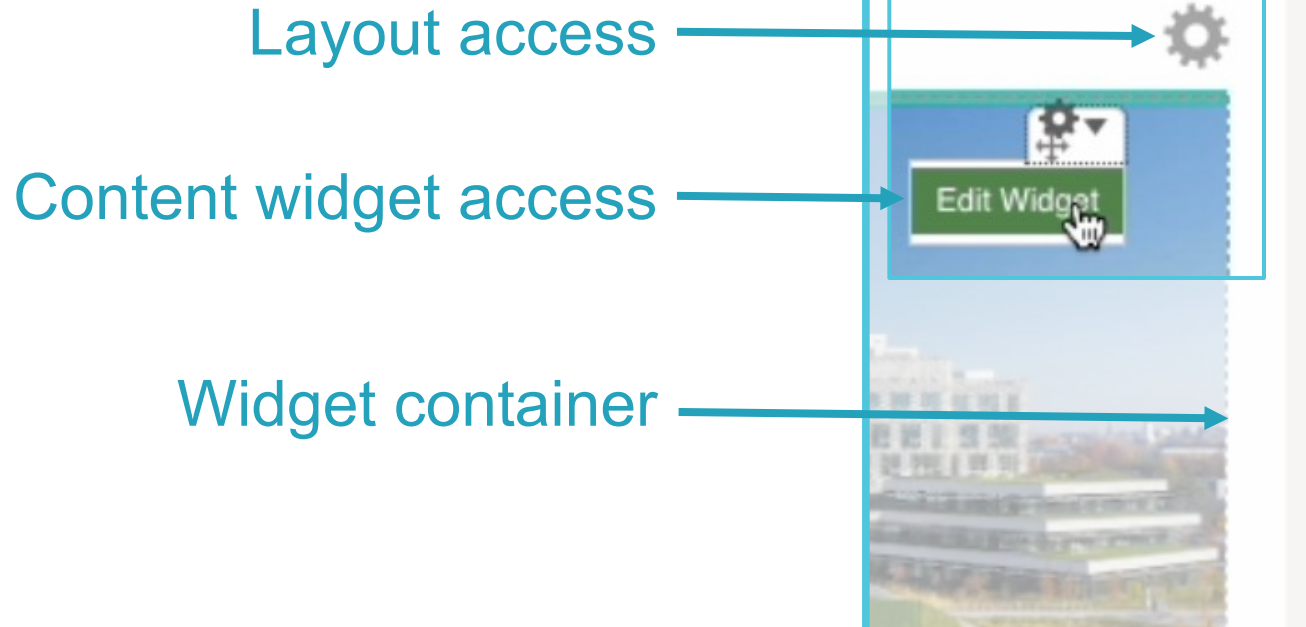 Layout access
Content widget access
Edit Widget
Widget container